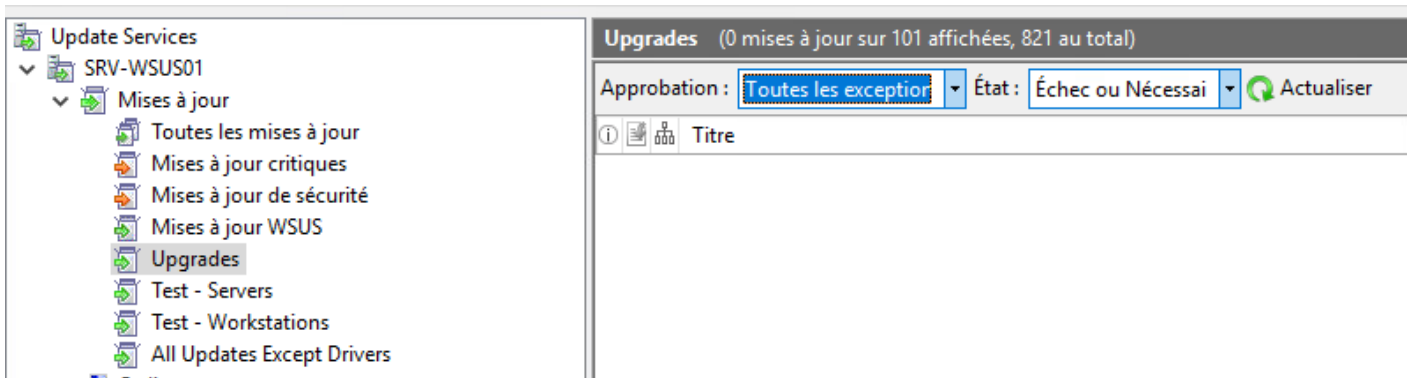 Update Services
SRV-WSUS01
Mises à jour
Toutes les mises à jour
Mises à jour critiques
Mises à jour de sécurité
Mises à jour WSUS
Upgrades
Test - Servers
Test - Workstations
All Updates Except Drivers
Upgrades (0 mises à jour sur 101 affichées, 821 au total)
Approbation : Toutes les exception État : Échec ou Nécessai Actualiser
Titre